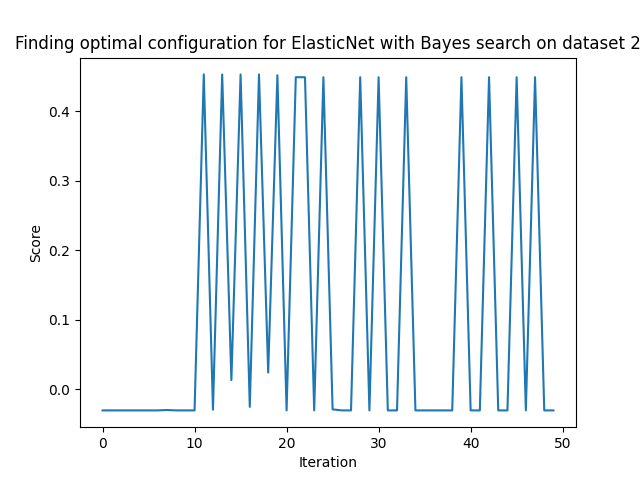 Finding optimal configuration for ElasticNet with Bayes search on dataset 2
0.4
0.3
0.2
0.1
0.0
Score
0 10 20 30 40 50
Iteration